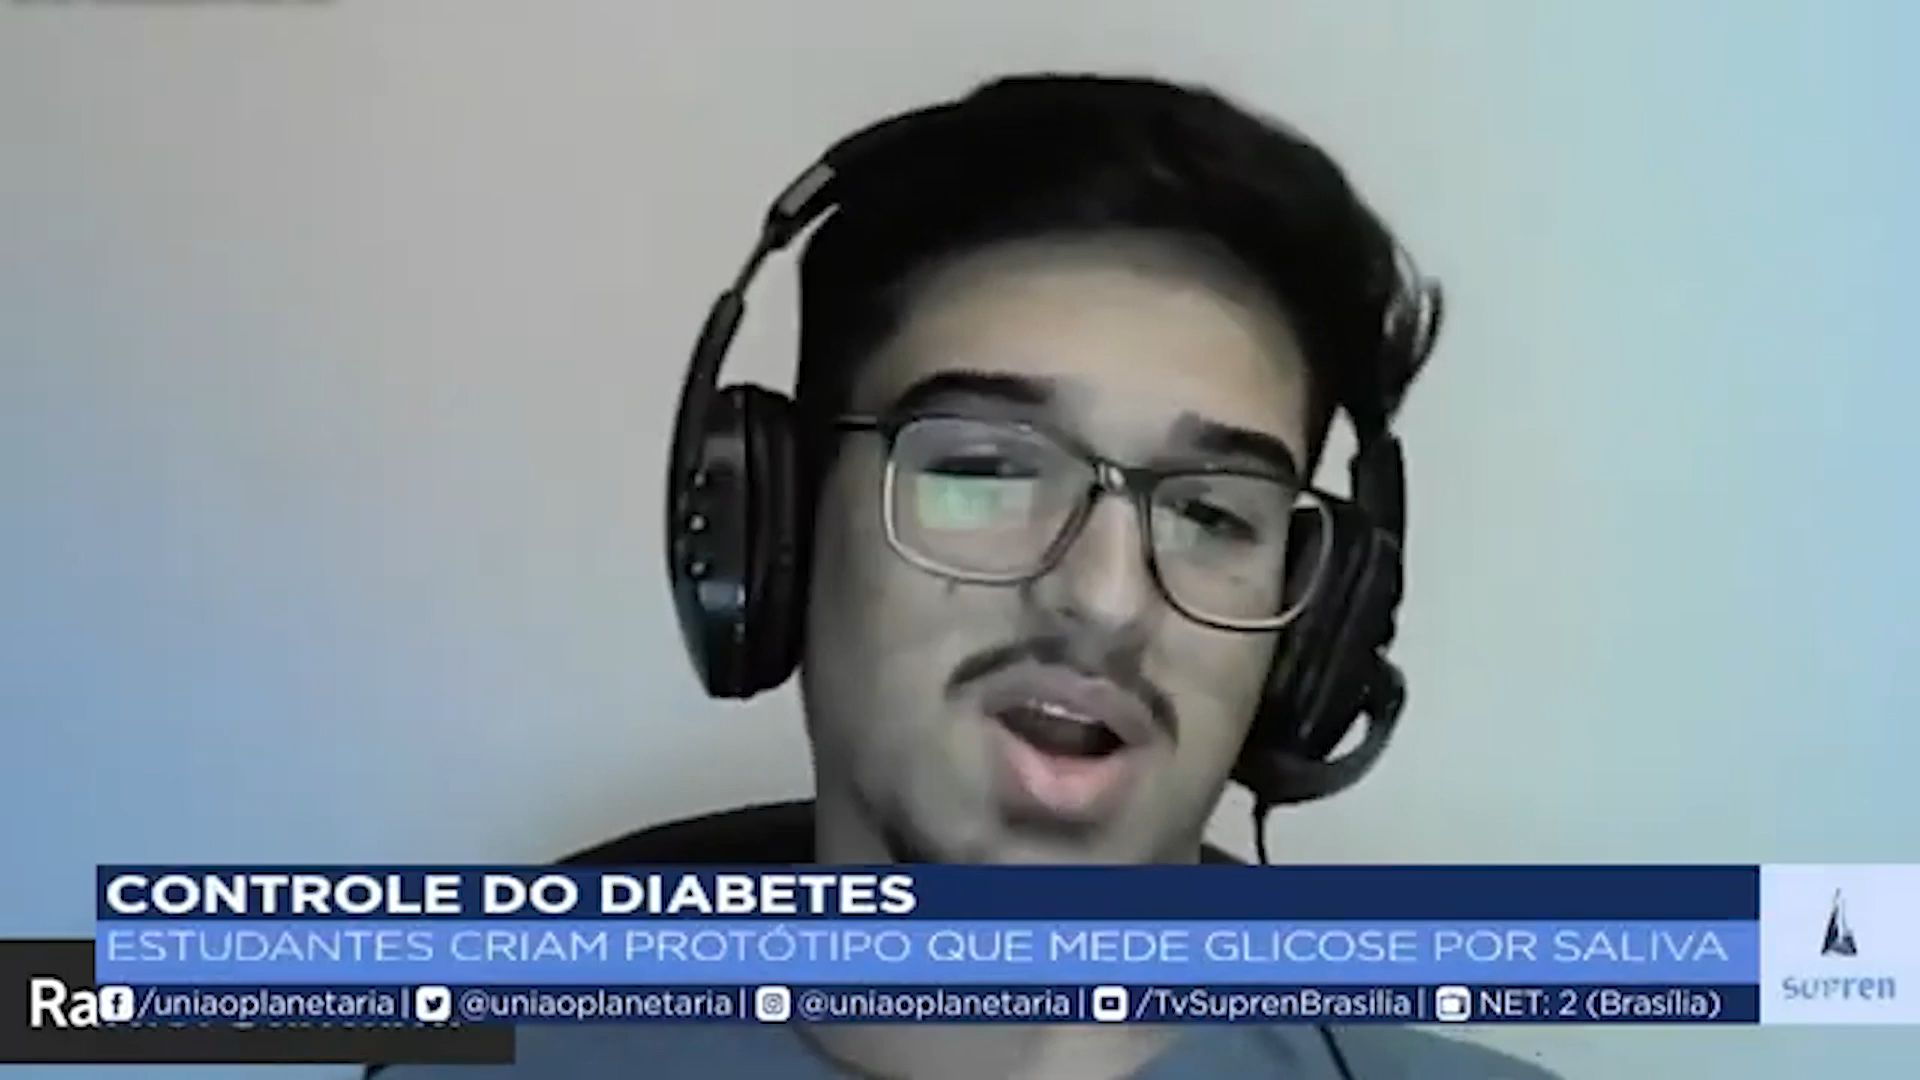 CONTROLE DO DIABETES
ESTUDANTES CRIAM PROTÓTIPO QUE MEDE GLICOSE POR SALIVA
/uniaoplanetaria | @uniaoplanetaria | @uniaoplanetaria | /TvSuprenBrasilia | NET: 2 (Brasília)
suPren